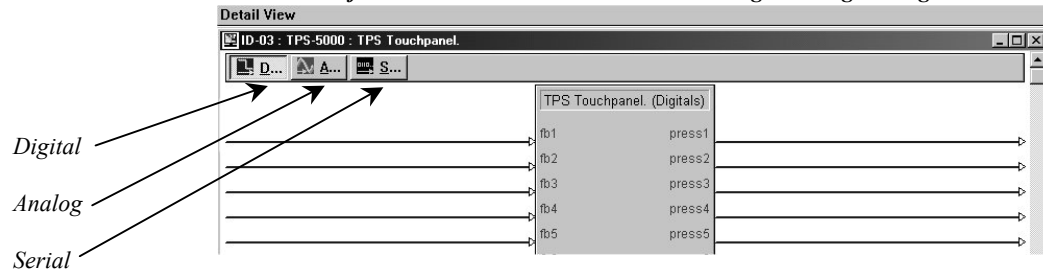 Detail View
ID-03 : TPS-5000 : TPS Touchpanel.
D... A... S...
TPS Touchpanel. (Digitals)
fb1 press1
fb2 press2
fb3 press3
fb4 press4
fb5 press5
Digital
Analog
Serial